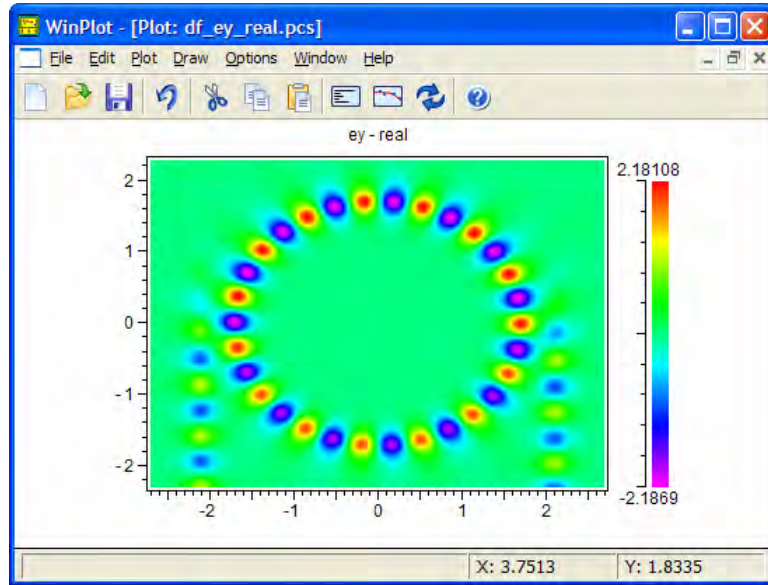 WinPlot - [Plot: df_ey_real.pcs]
File Edit Plot Draw Options Window Help
ey - real
2.18108
2
1
0
-1
-2
-2.1869
-2 -1 0 1 2
X: 3.7513 Y: 1.8335